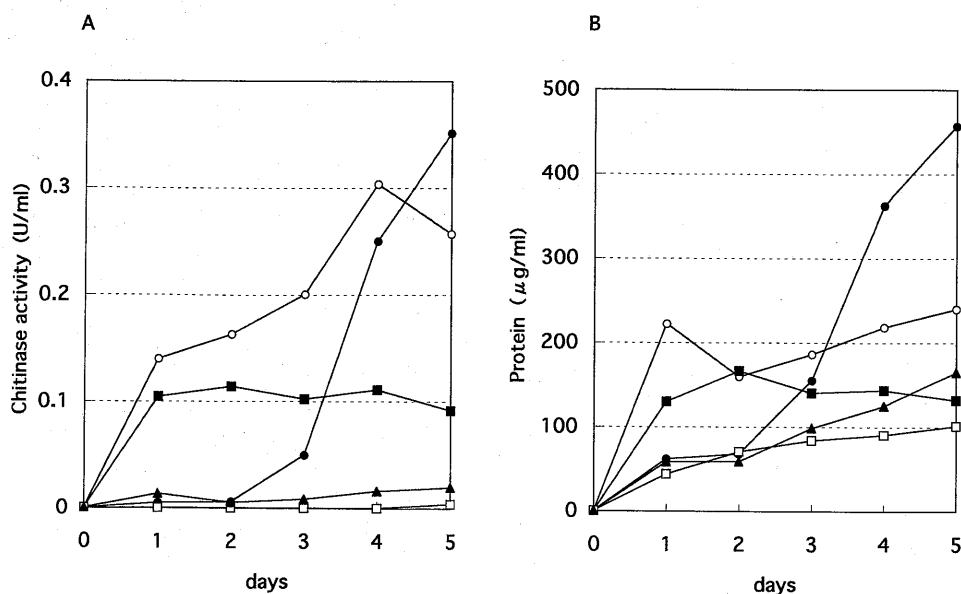 A
Chitinase activity (U/ml)
0.4
0.3
0.2
0.1
0
0 1 2 3 4 5
days
B
Protein (μg/ml)
500
400
300
200
100
0
0 1 2 3 4 5
days